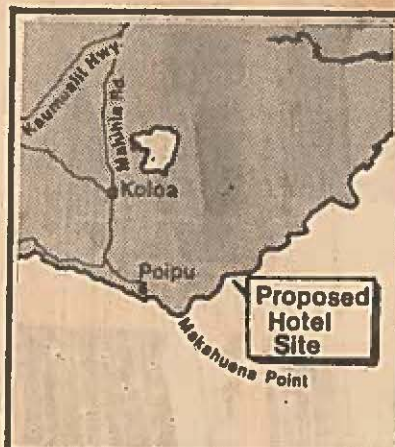 Kaumualii Hwy
Maluhia Rd.
Koloa
Poipu
Proposed
Hotel
Site
Makahuena Point